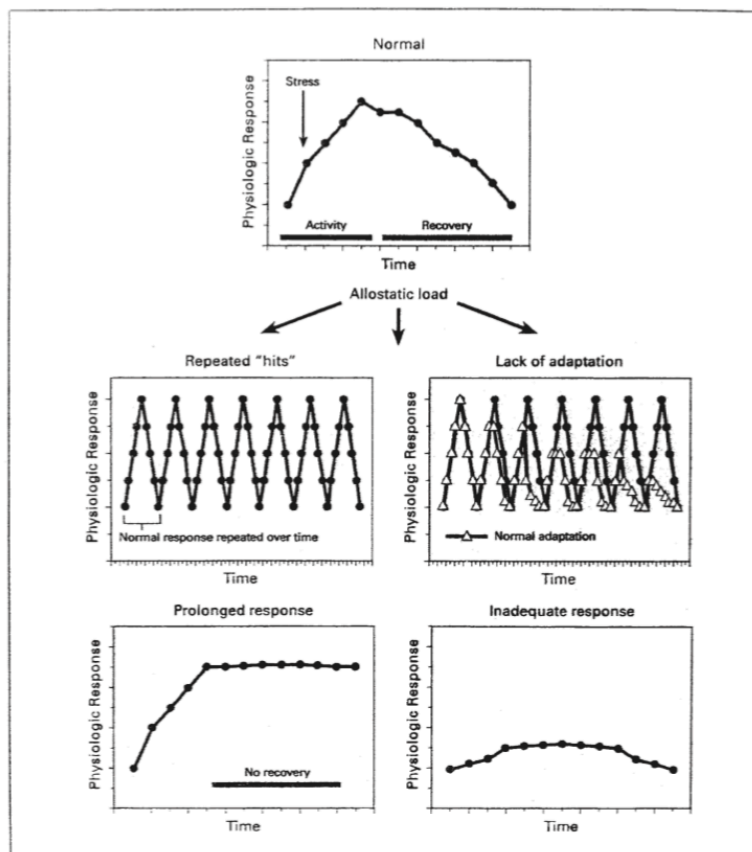 Normal
Physiologic Response
Stress
Activity
Recovery
Time
Allostatic load
Repeated "hits"
Physiologic Response
Normal response repeated over time
Time
Lack of adaptation
Physiologic Response
Normal adaptation
Time
Prolonged response
Physiologic Response
No recovery
Time
Inadequate response
Physiologic Response
Time